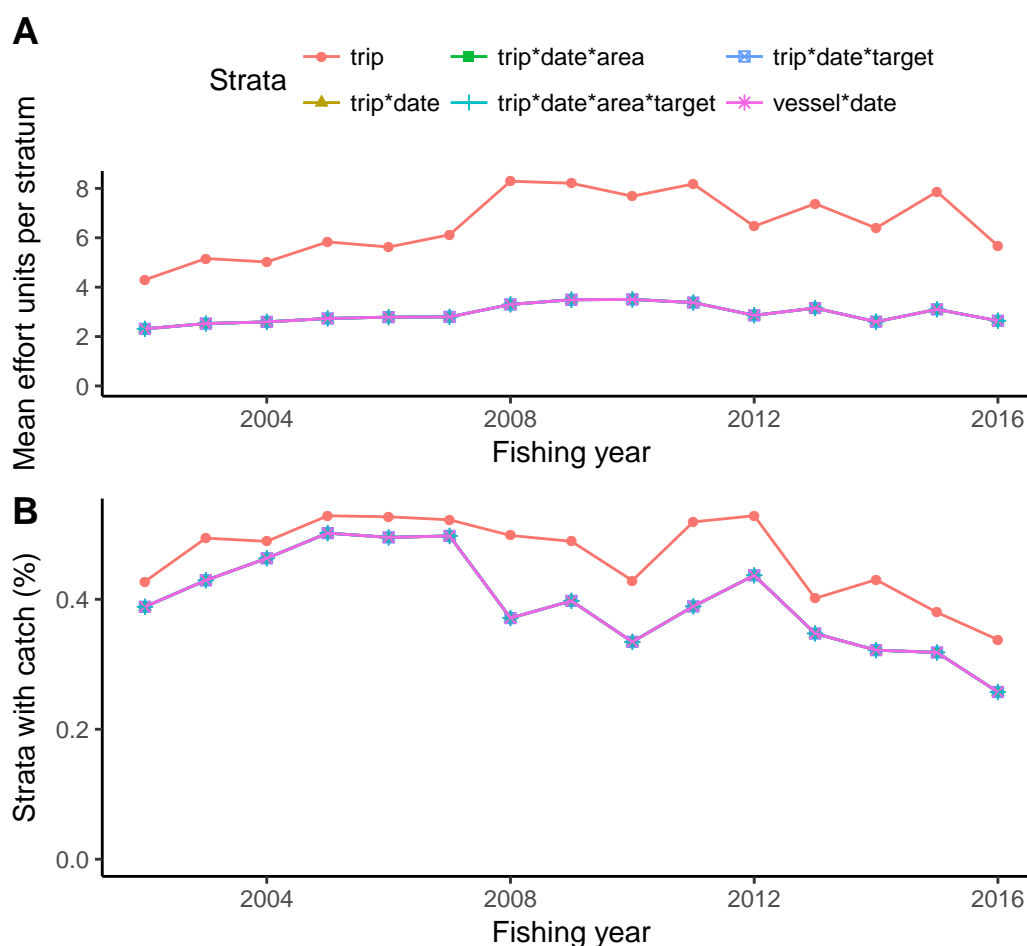 A
Strata
trip
trip*date*area
trip*date*target
trip*date
trip*date*area*target
vessel*date
Mean effort units per stratum
8
6
4
2
0
2004
2008
2012
2016
Fishing year
B
Strata with catch (%)
0.4
0.2
0.0
2004
2008
2012
2016
Fishing year